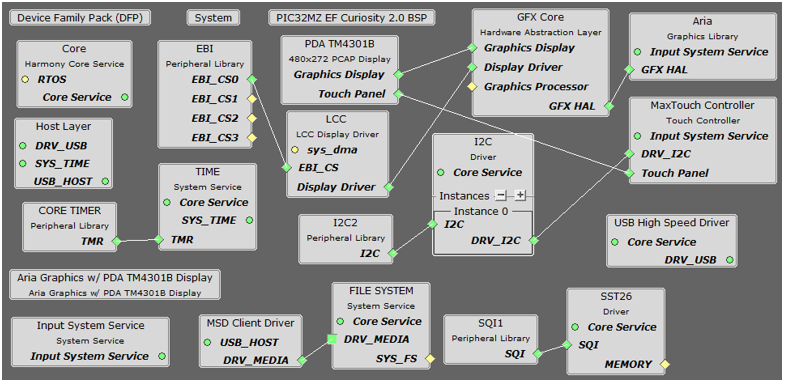 Device Family Pack (DFP)
System
PIC32MZ EF Curiosity 2.0 BSP
Core
Harmony Core Service
RTOS
Core Service
EBI
Peripheral Library
EBI_CS0
EBI_CS1
EBI_CS2
EBI_CS3
PDA TM4301B
480x272 PCAP Display
Graphics Display
Touch Panel
GFX Core
Hardware Abstraction Layer
Graphics Display
Display Driver
Graphics Processor
GFX HAL
Aria
Graphics Library
Input System Service
GFX HAL
Host Layer
DRV_USB
SYS_TIME
USB_HOST
LCC
LCC Display Driver
sys_dma
EBI_CS
Display Driver
I2C
Driver
Core Service
Instances
Instance 0
I2C
DRV_I2C
MaxTouch Controller
Touch Controller
Input System Service
DRV_I2C
Touch Panel
TIME
System Service
Core Service
SYS_TIME
TMR
CORE TIMER
Peripheral Library
TMR
I2C2
Peripheral Library
I2C
USB High Speed Driver
Core Service
DRV_USB
Aria Graphics w/ PDA TM4301B Display
Aria Graphics w/ PDA TM4301B Display
Input System Service
System Service
Input System Service
MSD Client Driver
USB_HOST
DRV_MEDIA
FILE SYSTEM
System Service
Core Service
DRV_MEDIA
SYS_FS
SQI1
Peripheral Library
SQI
SST26
Driver
Core Service
SQI
MEMORY